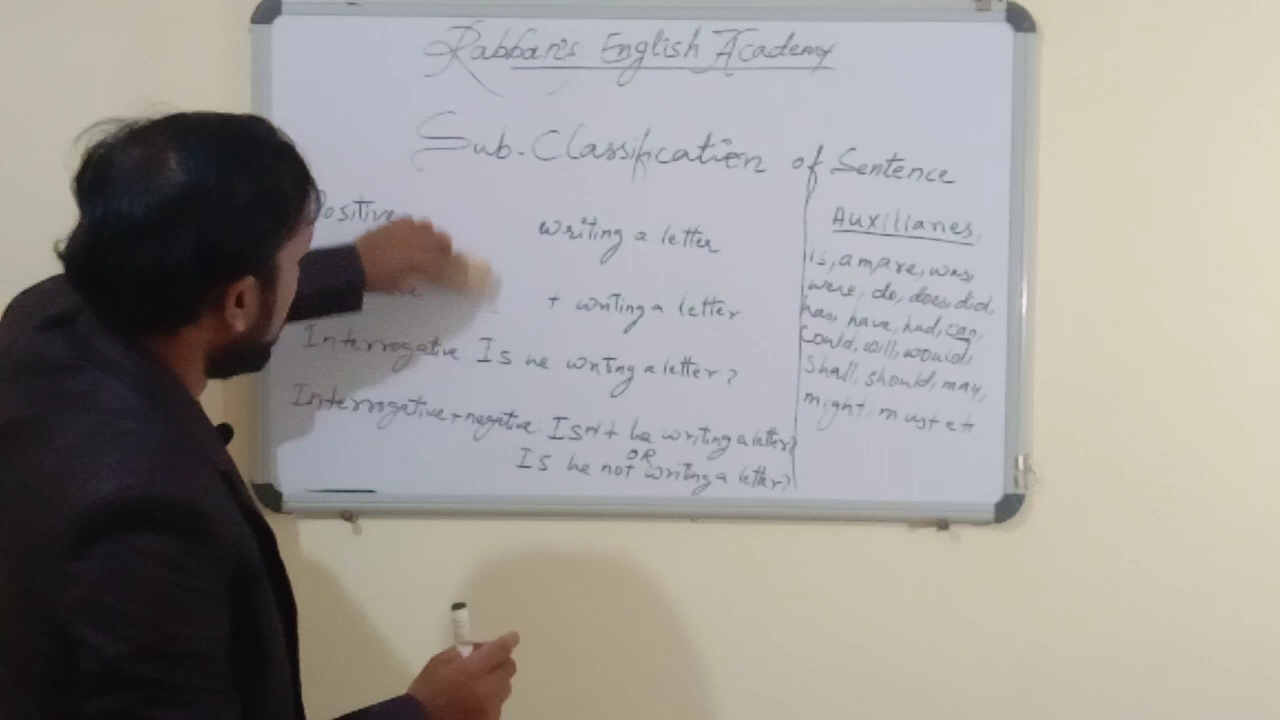 Rabbani's English Academy
Sub-Classification of Sentence
Positive writing a letter
+ writing a letter
Interrogative Is he writing a letter?
Interrogative + negative Isn't he writing a letter?
OR
Is he not writing a letter?
Auxiliaries,
is, am, are, was,
were, do, does, did,
has, have, had, can,
Could, will, would,
Shall, should, may,
might, must etc